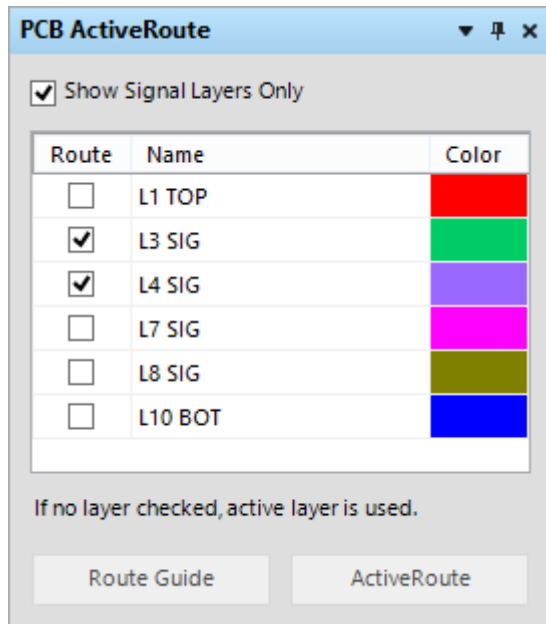 PCB ActiveRoute
Show Signal Layers Only
Route Name Color
L1 TOP
L3 SIG
L4 SIG
L7 SIG
L8 SIG
L10 BOT
If no layer checked, active layer is used.
Route Guide ActiveRoute